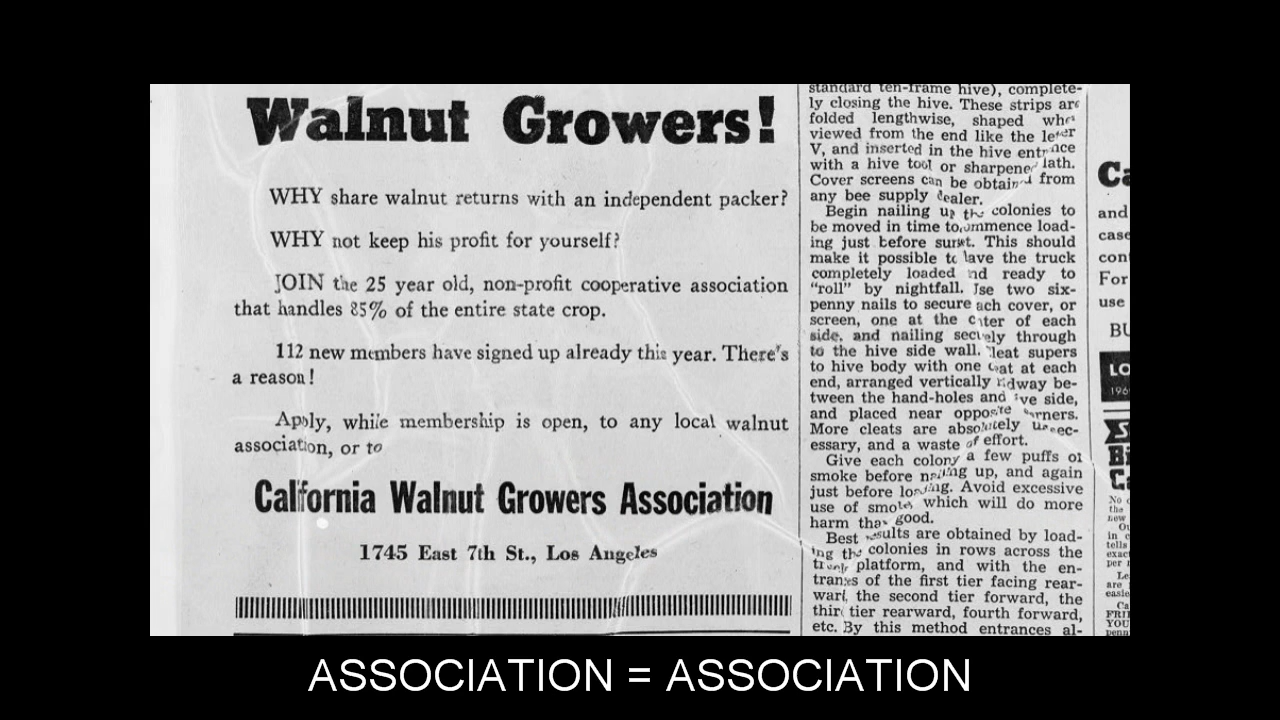 Walnut Growers!
WHY share walnut returns with an independent packer?
WHY not keep his profit for yourself?
JOIN the 25 year old, non-profit cooperative association
that handles 85% of the entire state crop.
112 new members have signed up already this year. There's
a reason!
Apply, while membership is open, to any local walnut
association, or to
California Walnut Growers Association
1745 East 7th St., Los Angeles
standard ten-frame hive), complete-
ly closing the hive. These strips are
folded lengthwise, shaped
viewed from the end like the
V, and inserted in the hive entrance
with a hive tool or sharpened lath.
Cover screens can be obtained from
any bee supply dealer.
Begin nailing up the colonies to
be moved in time to commence load-
ing just before sunset. This should
make it possible to have the truck
completely loaded and ready to
"roll" by nightfall. Use two six-
penny nails to secure each cover, or
screen, one at the center of each
side, and nailing securely through
to the hive side wall. Cleat supers
to hive body with one cleat at each
end, arranged vertically midway be-
tween the hand-holes and side,
and placed near opposite corners.
More cleats are absolutely unnec-
essary, and a waste of effort.
Give each colony a few puffs of
smoke before nailing up, and again
just before loading. Avoid excessive
use of smoke which will do more
harm than good.
Best results are obtained by load-
ing the colonies in rows across the
truck platform, and with the en-
trances of the first tier facing rear-
ward, the second tier forward, the
third tier rearward, fourth forward,
etc. By this method entrances al-
and
case
For
use
No
the
new
in
tells
per
are
ASSOCIATION = ASSOCIATION